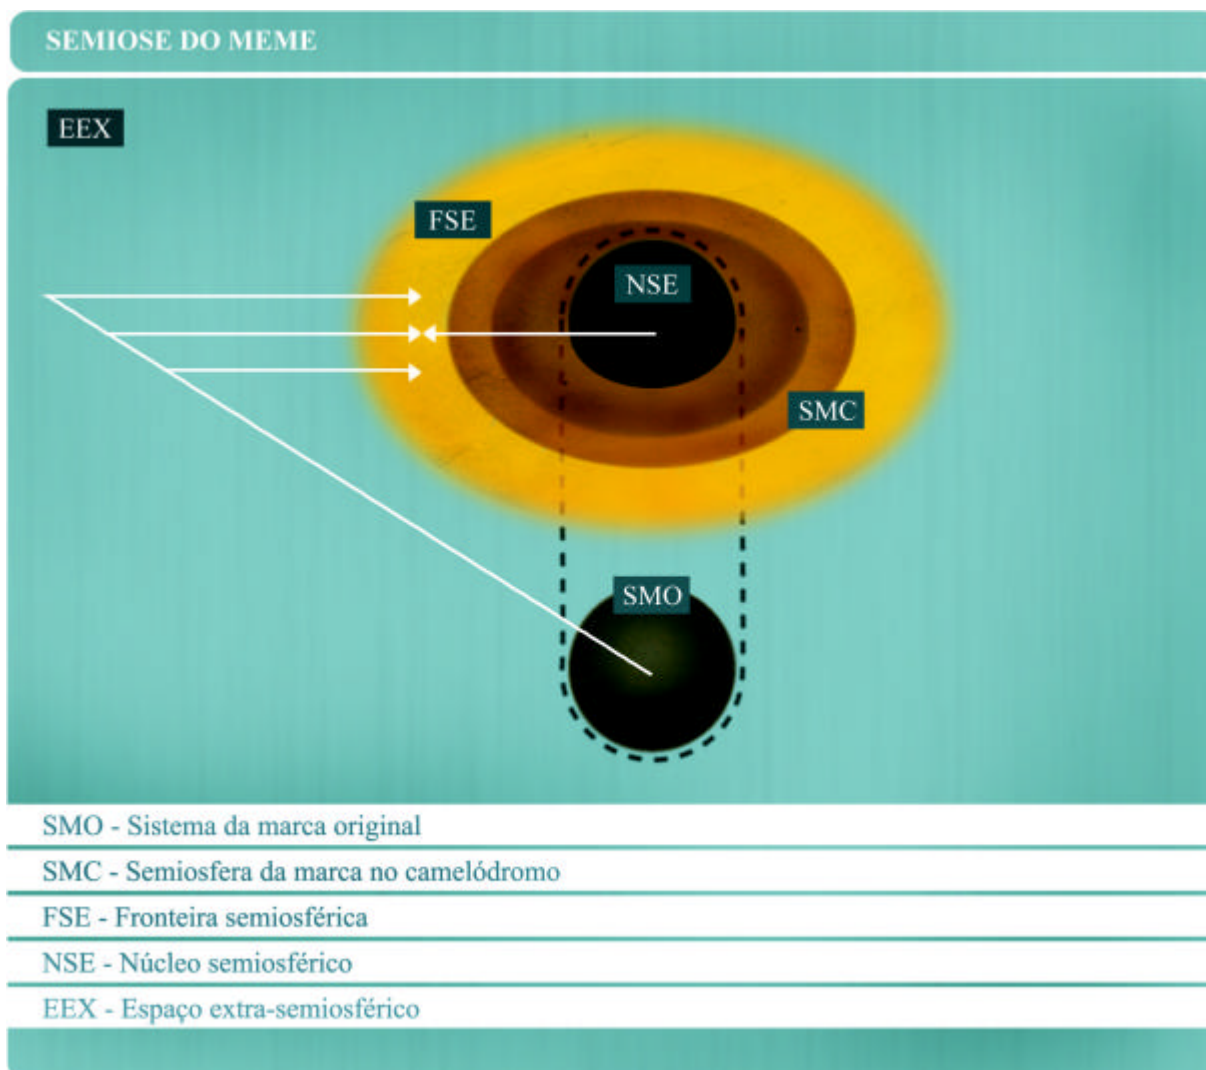 SEMIOSE DO MEME
EEX
FSE
NSE
SMC
SMO
SMO - Sistema da marca original
SMC - Semiosfera da marca no camelódromo
FSE - Fronteira semiosférica
NSE - Núcleo semiosférico
EEX - Espaço extra-semiosférico